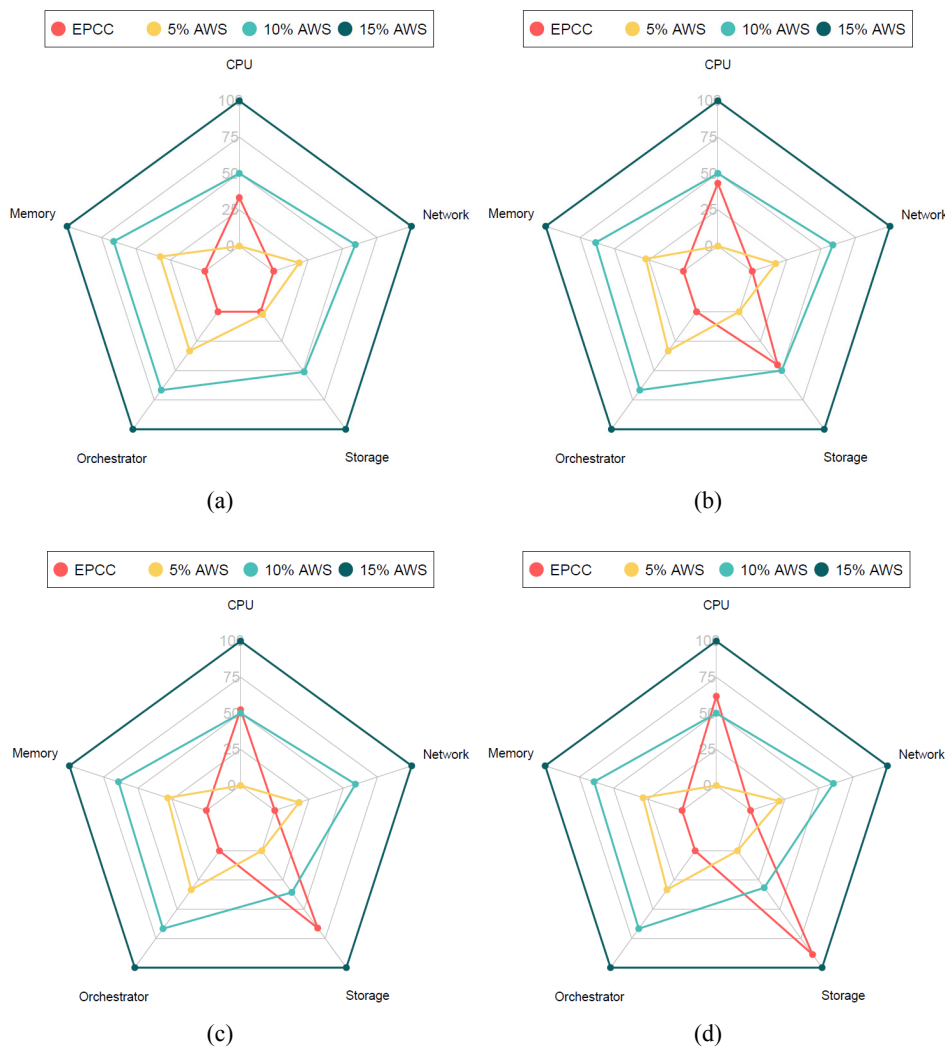 EPCC 5% AWS 10% AWS 15% AWS
CPU
100
75
50
25
0
Memory
Network
Orchestrator
Storage
(a)
EPCC 5% AWS 10% AWS 15% AWS
CPU
100
75
50
25
0
Memory
Network
Orchestrator
Storage
(b)
EPCC 5% AWS 10% AWS 15% AWS
CPU
100
75
50
25
0
Memory
Network
Orchestrator
Storage
(c)
EPCC 5% AWS 10% AWS 15% AWS
CPU
100
75
50
25
0
Memory
Network
Orchestrator
Storage
(d)